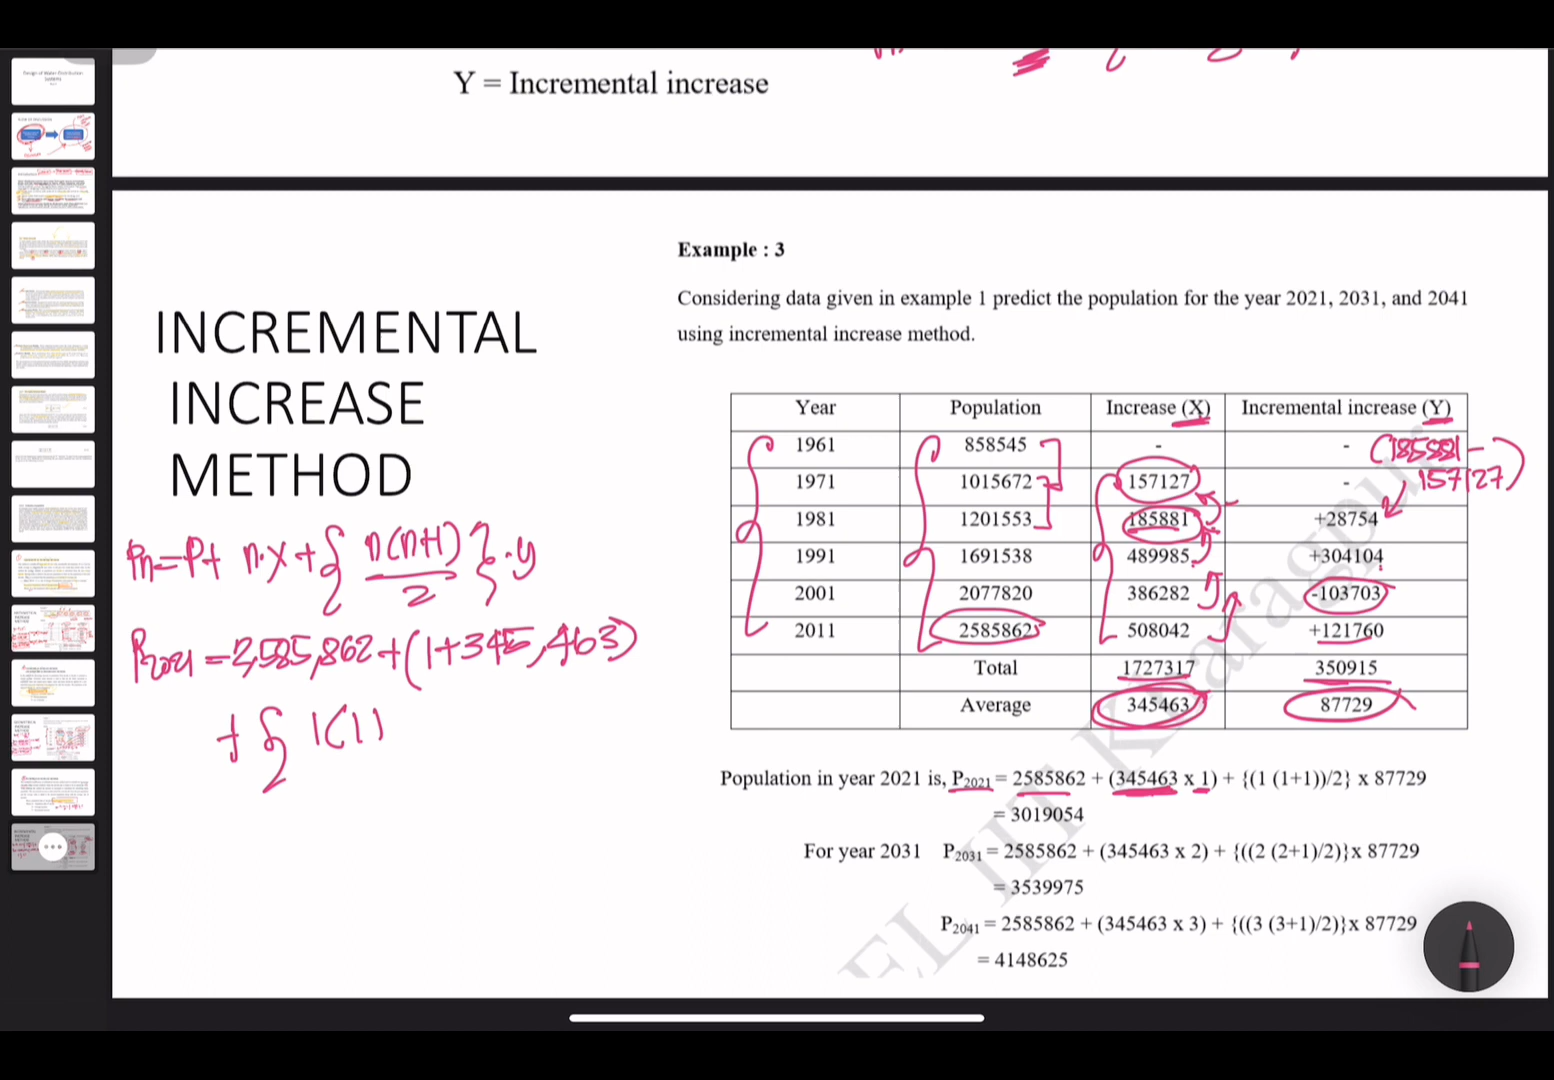 Y = Incremental increase
INCREMENTAL
INCREASE
METHOD
Pn = P + n.X + { n(n+1) / 2 } . y
P2021 = 2,585,862 + (1+345,463)
+ { 1(1)
Example : 3
Considering data given in example 1 predict the population for the year 2021, 2031, and 2041
using incremental increase method.
Year Population Increase (X) Incremental increase (Y)
1961 858545 - - (185881 -
1971 1015672 157127 - 157127)
1981 1201553 185881 +28754
1991 1691538 489985 +304104
2001 2077820 386282 -103703
2011 2585862 508042 +121760
Total 1727317 350915
Average 345463 87729
Population in year 2021 is, P2021 = 2585862 + (345463 x 1) + {(1 (1+1))/2} x 87729
= 3019054
For year 2031 P2031 = 2585862 + (345463 x 2) + {((2 (2+1)/2)}x 87729
= 3539975
P2041 = 2585862 + (345463 x 3) + {((3 (3+1)/2)}x 87729
= 4148625